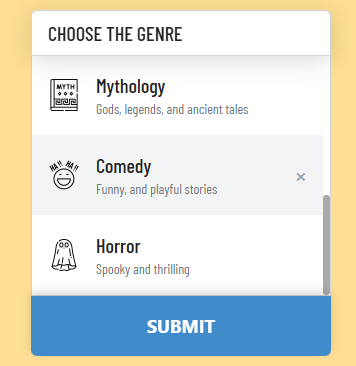 CHOOSE THE GENRE
MYTH
Mythology
Gods, legends, and ancient tales
HA!! HA!!
Comedy
Funny, and playful stories
×
Horror
Spooky and thrilling
SUBMIT